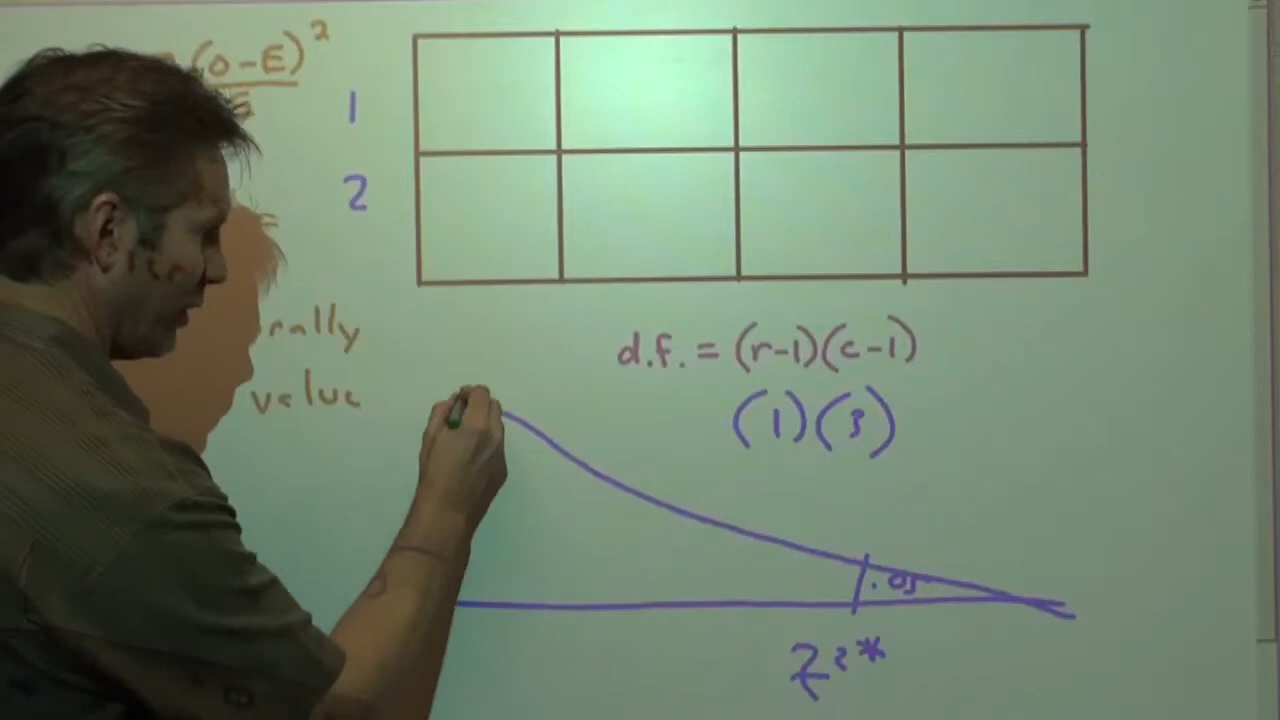 (O-E)²
E
1
2
=
rally
value
d.f. = (r-1)(c-1)
(1)(3)
.05
χ²*